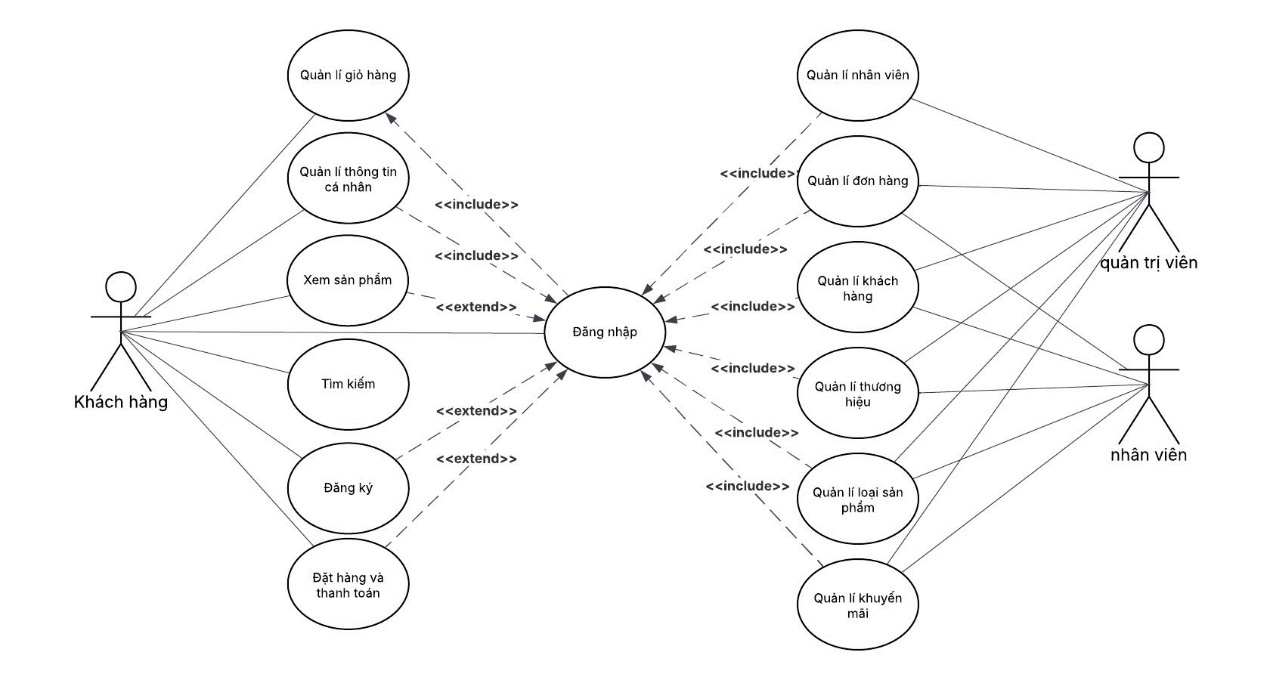 Quản lí giỏ hàng
Quản lí thông tin
cá nhân
Xem sản phẩm
Tìm kiếm
Đăng ký
Đặt hàng và
thanh toán
Khách hàng
<<include>>
<<include>>
<<extend>>
<<extend>>
<<extend>>
Đăng nhập
<<include>
<<include>>
<<include>>
<<include>>
<<include>>
<<include>>
Quản lí nhân viên
Quản lí đơn hàng
Quản lí khách
hàng
Quản lí thương
hiệu
Quản lí loại sản
phẩm
Quản lí khuyến
mãi
quản trị viên
nhân viên